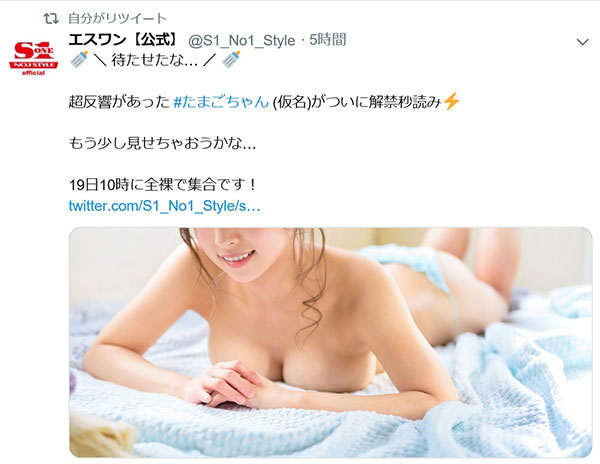 自分がリツイート
エスワン【公式】 @S1_No1_Style · 5時間
S1 ONE
NO.1 STYLE
official
🍼 ＼ 待たせたな… ／ 🍼
超反響があった #たまごちゃん (仮名)がついに解禁秒読み⚡
もう少し見せちゃおうかな…
19日10時に全裸で集合です！
twitter.com/S1_No1_Style/s…